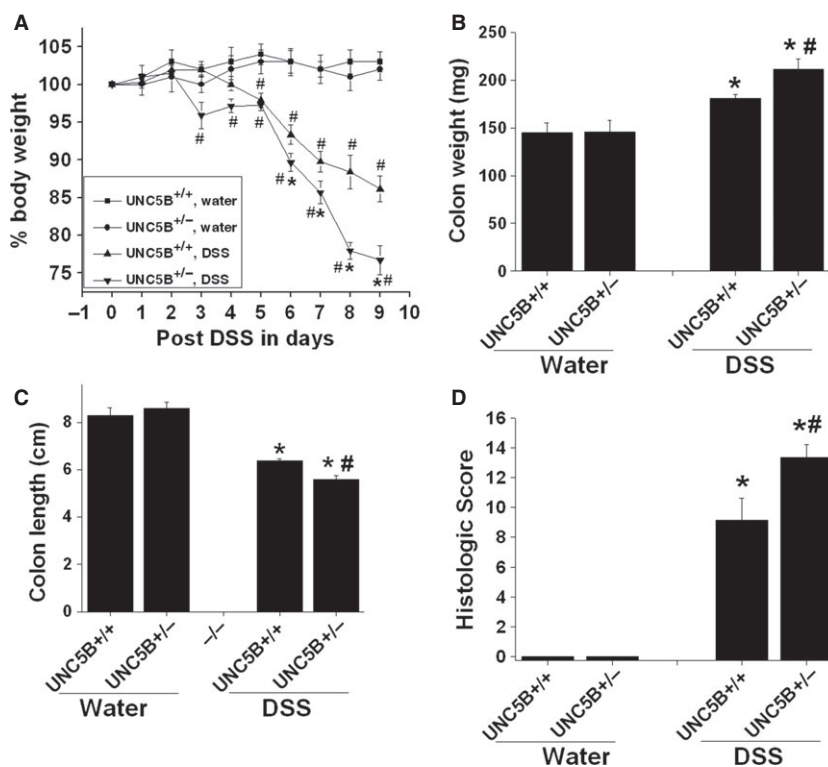 A
% body weight
105
100
95
90
85
80
75
# # # # # # #
# # #* #* #* *#
UNC5B+/+, water
UNC5B+/−, water
UNC5B+/+, DSS
UNC5B+/−, DSS
−1 0 1 2 3 4 5 6 7 8 9 10
Post DSS in days
B
Colon weight (mg)
250
200
150
100
50
0
*
* #
UNC5B+/+ UNC5B+/− UNC5B+/+ UNC5B+/−
Water DSS
C
Colon length (cm)
8
6
4
2
0
*
* #
UNC5B+/+ UNC5B+/− −/− UNC5B+/+ UNC5B+/−
Water DSS
D
Histologic Score
16
14
12
10
8
6
4
2
0
*
*#
UNC5B+/+ UNC5B+/− UNC5B+/+ UNC5B+/−
Water DSS